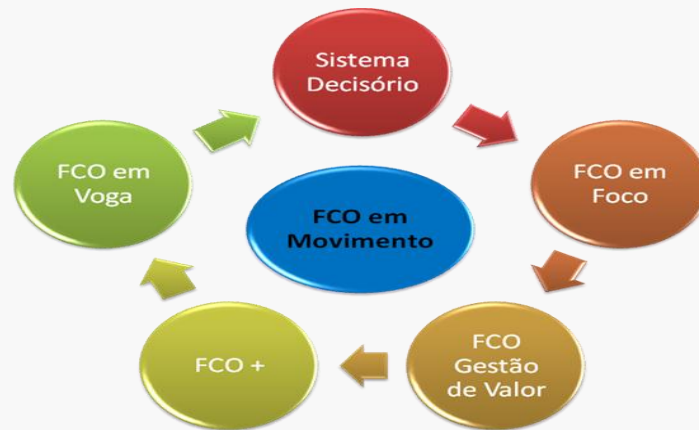 Sistema
Decisório
FCO em
Foco
FCO
Gestão
de Valor
FCO +
FCO em
Voga
FCO em
Movimento